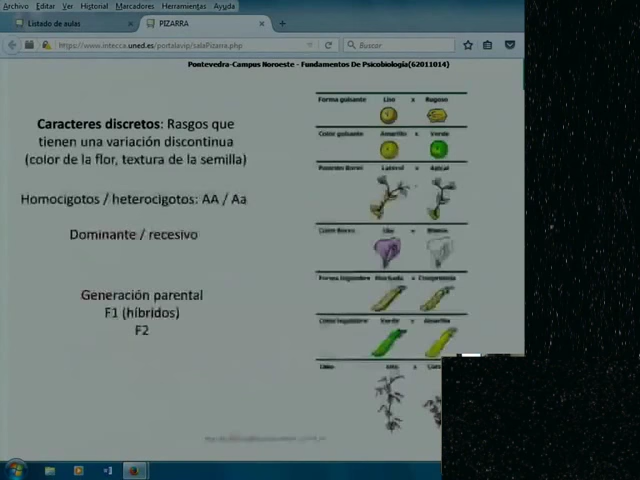 Archivo Editar Ver Historial Marcadores Herramientas Ayuda
Listado de aulas
PIZARRA
https://www.intecca.uned.es/portalavip/salaPizarra.php
Buscar
Pontevedra-Campus Noroeste - Fundamentos De Psicobiología(62011014)
Caracteres discretos: Rasgos que
tienen una variación discontinua
(color de la flor, textura de la semilla)
Homocigotos / heterocigotos: AA / Aa
Dominante / recesivo
Generación parental
F1 (híbridos)
F2
Forma guisante Liso x Rugoso
Color guisante Amarillo x Verde
Posición flores Lateral x Apical
Color flores Lila x Blanco
Forma legumbre Hinchada x Comprimida
Color legumbre Verde x Amarilla